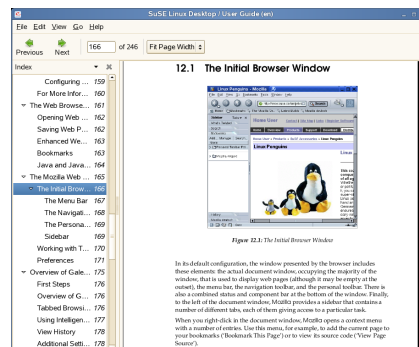 SuSE Linux Desktop / User Guide (en)
File Edit View Go Help
Previous Next 166 of 246 Fit Page Width
Index
Configuring ... 159
For More Infor... 160
The Web Browse... 161
Opening Web ... 162
Saving Web P... 162
Enhanced We... 163
Bookmarks 163
Java and Java... 164
The Mozilla Web ... 165
The Initial Brow... 166
The Menu Bar 167
The Navigati... 168
The Persona... 169
Sidebar 169
Working with T... 170
Preferences 171
Overview of Gale... 175
First Steps 176
Overview of G... 176
Tabbed Browsi... 176
Using Intelligen... 177
View History 178
Additional Setti... 178
12.1 The Initial Browser Window
Linux Penguins - Mozilla
Home User
Linux Penguins
Figure 12.1: The Initial Browser Window
In its default configuration, the window presented by the browser includes
these elements: the actual document window, occupying the majority of the
window, that is used to display web pages (although it may be empty at the
outset), the menu bar, the navigation toolbar, and the personal toolbar. There is
also a combined status and component bar at the bottom of the window. Finally,
to the left of the document window, Mozilla provides a sidebar that contains a
number of different tabs, each of them giving access to a particular task.
When you right-click in the document window, Mozilla opens a context menu
with a number of entries. Use this menu, for example, to add the current page to
your bookmarks ('Bookmark This Page') or to view its source code ('View Page
Source').